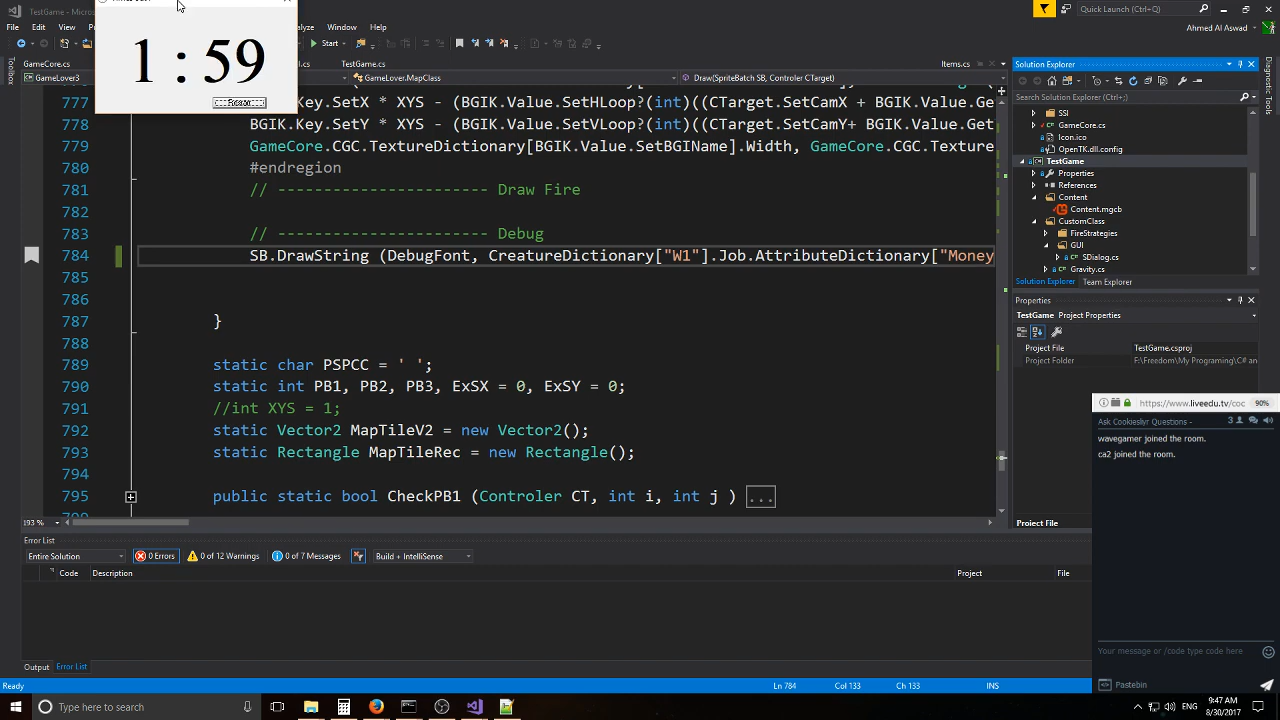 TestGame - Micros
Quick Launch (Ctrl+Q)
File Edit View
Analyze Window Help
Ahmed Al Aswad
1 : 59
Start
GameCore.cs
TestGame.cs
Items.cs
GameLover3
GameLover.MapClass
Draw(SpriteBatch SB, Controler CTarget)
777 K.Key.SetX * XYS - (BGIK.Value.SetHLoop?(int)((CTarget.SetCamX + BGIK.Value.GetB
778 BGIK.Key.SetY * XYS - (BGIK.Value.SetVLoop?(int)((CTarget.SetCamY+ BGIK.Value.Get
779 GameCore.CGC.TextureDictionary[BGIK.Value.SetBGIName].Width, GameCore.CGC.Texture
780 #endregion
781 // ----------------------- Draw Fire
782
783 // ----------------------- Debug
784 SB.DrawString (DebugFont, CreatureDictionary["W1"].Job.AttributeDictionary["Money
785
786
787 }
788
789 static char PSPCC = ' ';
790 static int PB1, PB2, PB3, ExSX = 0, ExSY = 0;
791 //int XYS = 1;
792 static Vector2 MapTileV2 = new Vector2();
793 static Rectangle MapTileRec = new Rectangle();
794
795 public static bool CheckPB1 (Controler CT, int i, int j ) ...
193 %
Solution Explorer
Search Solution Explorer (Ctrl+;)
SSI
GameCore.cs
Icon.ico
OpenTK.dll.config
TestGame
Properties
References
Content
Content.mgcb
CustomClass
FireStrategies
GUI
SDialog.cs
Gravity.cs
Solution Explorer Team Explorer
Diagnostic Tools
Toolbox
Properties
TestGame Project Properties
Project File TestGame.csproj
Project Folder F:\Freedom\My Programing\C# an
Project File
Error List
Entire Solution 0 Errors 0 of 12 Warnings 0 of 7 Messages Build + IntelliSense
Code Description Project File
Output Error List
Ready Ln 784 Col 133 Ch 133 INS
https://www.liveedu.tv/coc 90%
Ask Cookiesliyr Questions - 3
wavegamer joined the room.
ca2 joined the room.
Your message or /code type code here
Pastebin
Type here to search
ENG
9:47 AM
8/30/2017